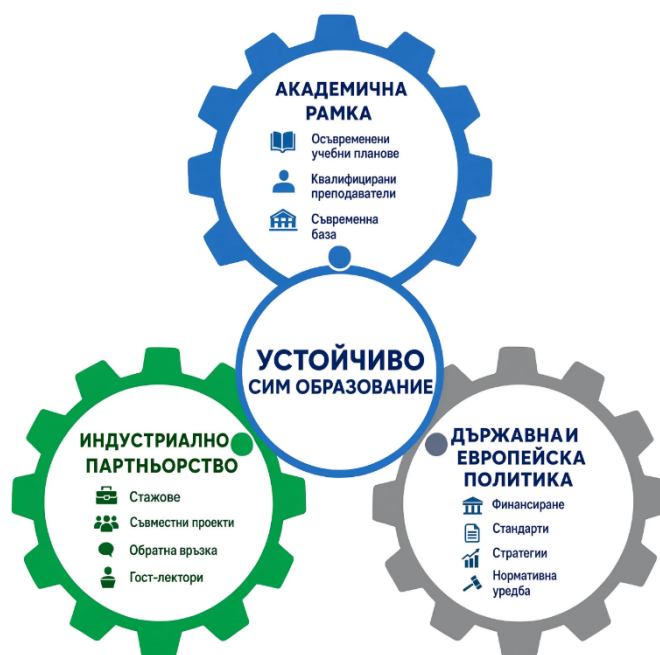 АКАДЕМИЧНА
РАМКА
Осъвременени
учебни планове
Квалифицирани
преподаватели
Съвременна
база
УСТОЙЧИВО
СИМ ОБРАЗОВАНИЕ
ИНДУСТРИАЛНО
ПАРТНЬОРСТВО
Стажове
Съвместни проекти
Обратна връзка
Гост-лектори
ДЪРЖАВНА И
ЕВРОПЕЙСКА
ПОЛИТИКА
Финансиране
Стандарти
Стратегии
Нормативна
уредба